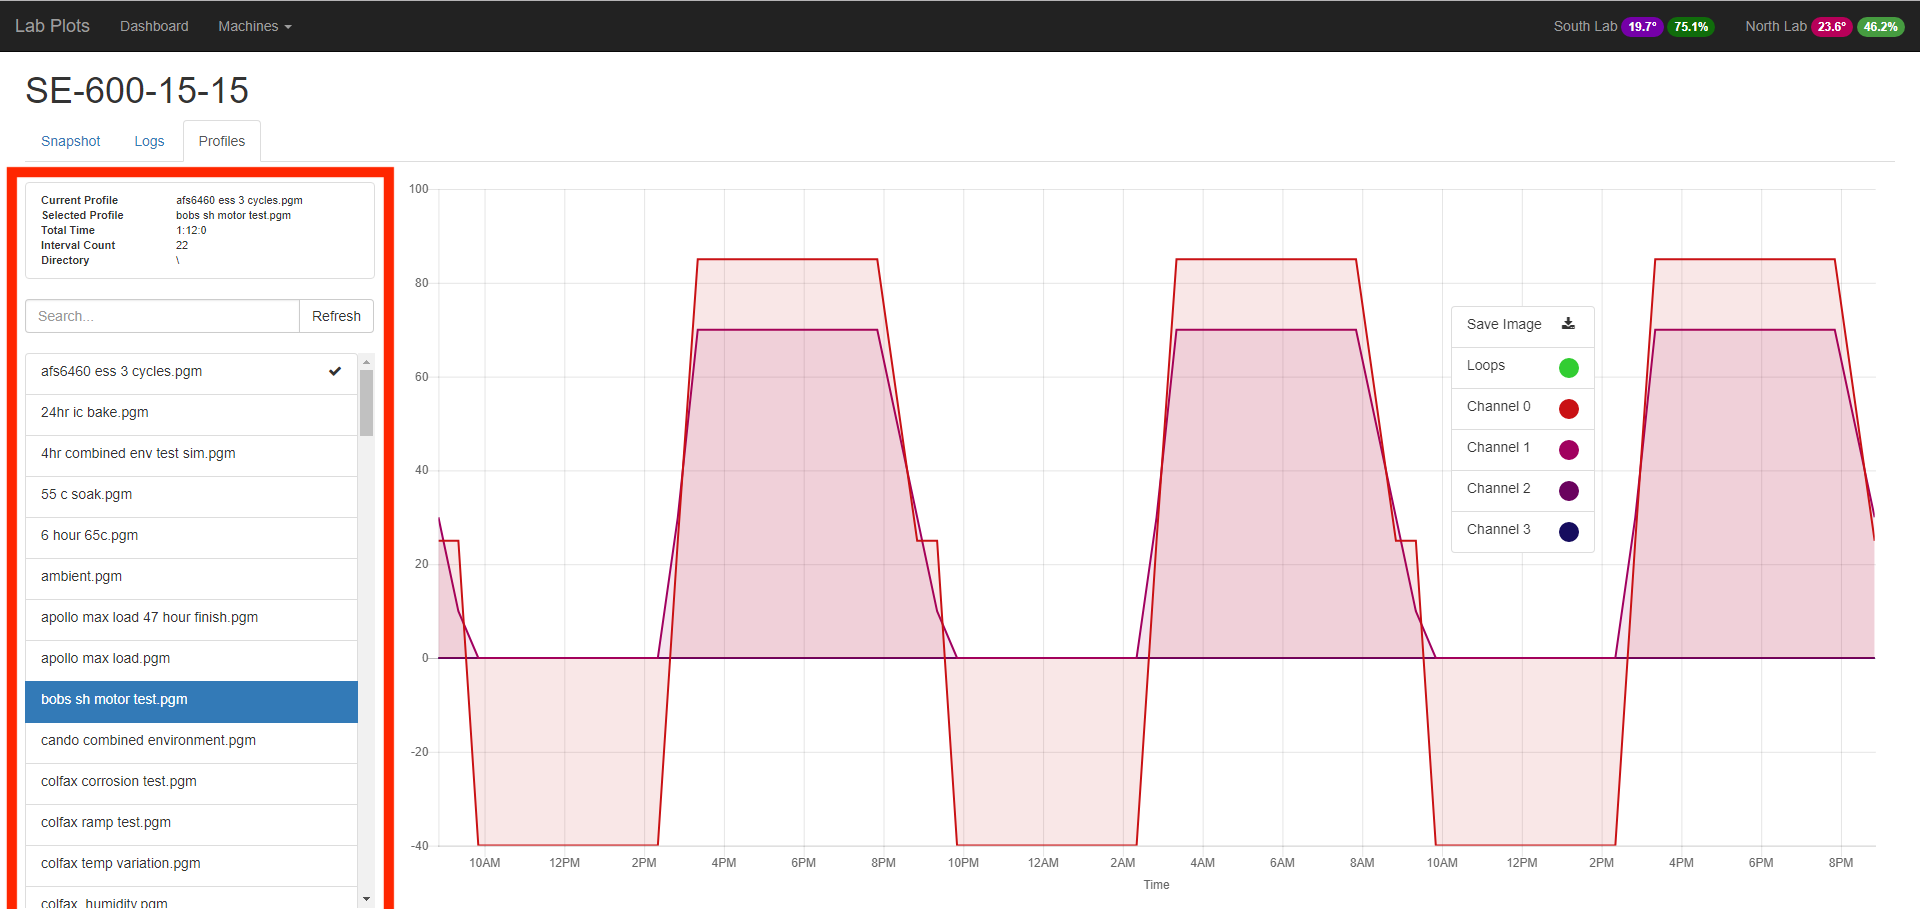 Lab Plots Dashboard Machines South Lab 19.7° 75.1% North Lab 23.6° 46.2%
SE-600-15-15
Snapshot Logs Profiles
Current Profile afs6460 ess 3 cycles.pgm
Selected Profile bobs sh motor test.pgm
Total Time 1:12:0
Interval Count 22
Directory \
Search... Refresh
afs6460 ess 3 cycles.pgm
24hr ic bake.pgm
4hr combined env test sim.pgm
55 c soak.pgm
6 hour 65c.pgm
ambient.pgm
apollo max load 47 hour finish.pgm
apollo max load.pgm
bobs sh motor test.pgm
cando combined environment.pgm
colfax corrosion test.pgm
colfax ramp test.pgm
colfax temp variation.pgm
colfax_humidity.pgm
100
80
60
40
20
0
-20
-40
10AM 12PM 2PM 4PM 6PM 8PM 10PM 12AM 2AM 4AM 6AM 8AM 10AM 12PM 2PM 4PM 6PM 8PM
Time
Save Image
Loops
Channel 0
Channel 1
Channel 2
Channel 3